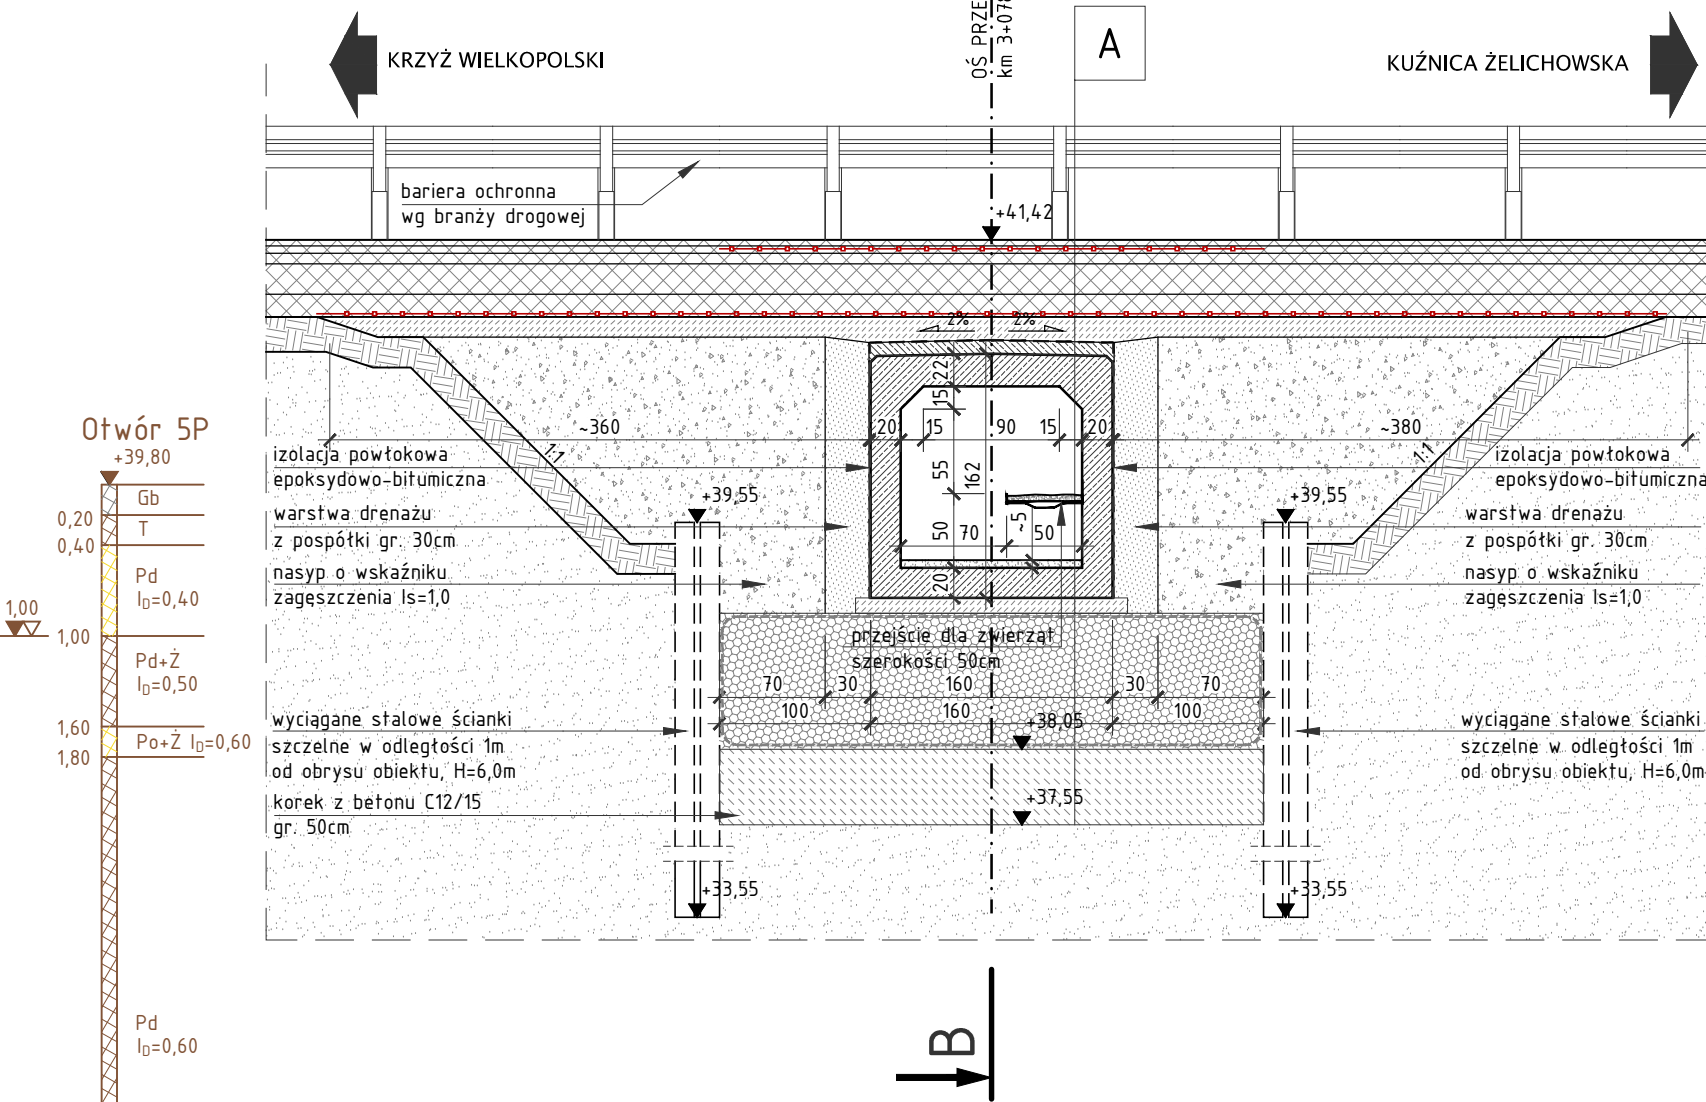 KRZYŻ WIELKOPOLSKI
OŚ PRZE
km 3+078
A
KUŹNICA ŻELICHOWSKA
bariera ochronna
wg branży drogowej
+41,42
2%
2%
22
15
~360
20
15
90
15
20
~380
1:1
1:1
55
162
50
70
~5
50
20
izolacja powłokowa
epoksydowo-bitumiczna
+39,55
warstwa drenażu
z pospółki gr. 30cm
nasyp o wskaźniku
zagęszczenia Is=1,0
izolacja powłokowa
epoksydowo-bitumiczna
+39,55
warstwa drenażu
z pospółki gr. 30cm
nasyp o wskaźniku
zagęszczenia Is=1,0
przejście dla zwierząt
szerokości 50cm
70
30
160
30
70
100
160
100
+38,05
+37,55
wyciągane stalowe ścianki
szczelne w odległości 1m
od obrysu obiektu, H=6,0m
korek z betonu C12/15
gr. 50cm
wyciągane stalowe ścianki
szczelne w odległości 1m
od obrysu obiektu, H=6,0m
+33,55
+33,55
Otwór 5P
+39,80
Gb
0,20
T
0,40
Pd
ID=0,40
1,00
1,00
Pd+Ż
ID=0,50
1,60
Po+Ż ID=0,60
1,80
Pd
ID=0,60
B